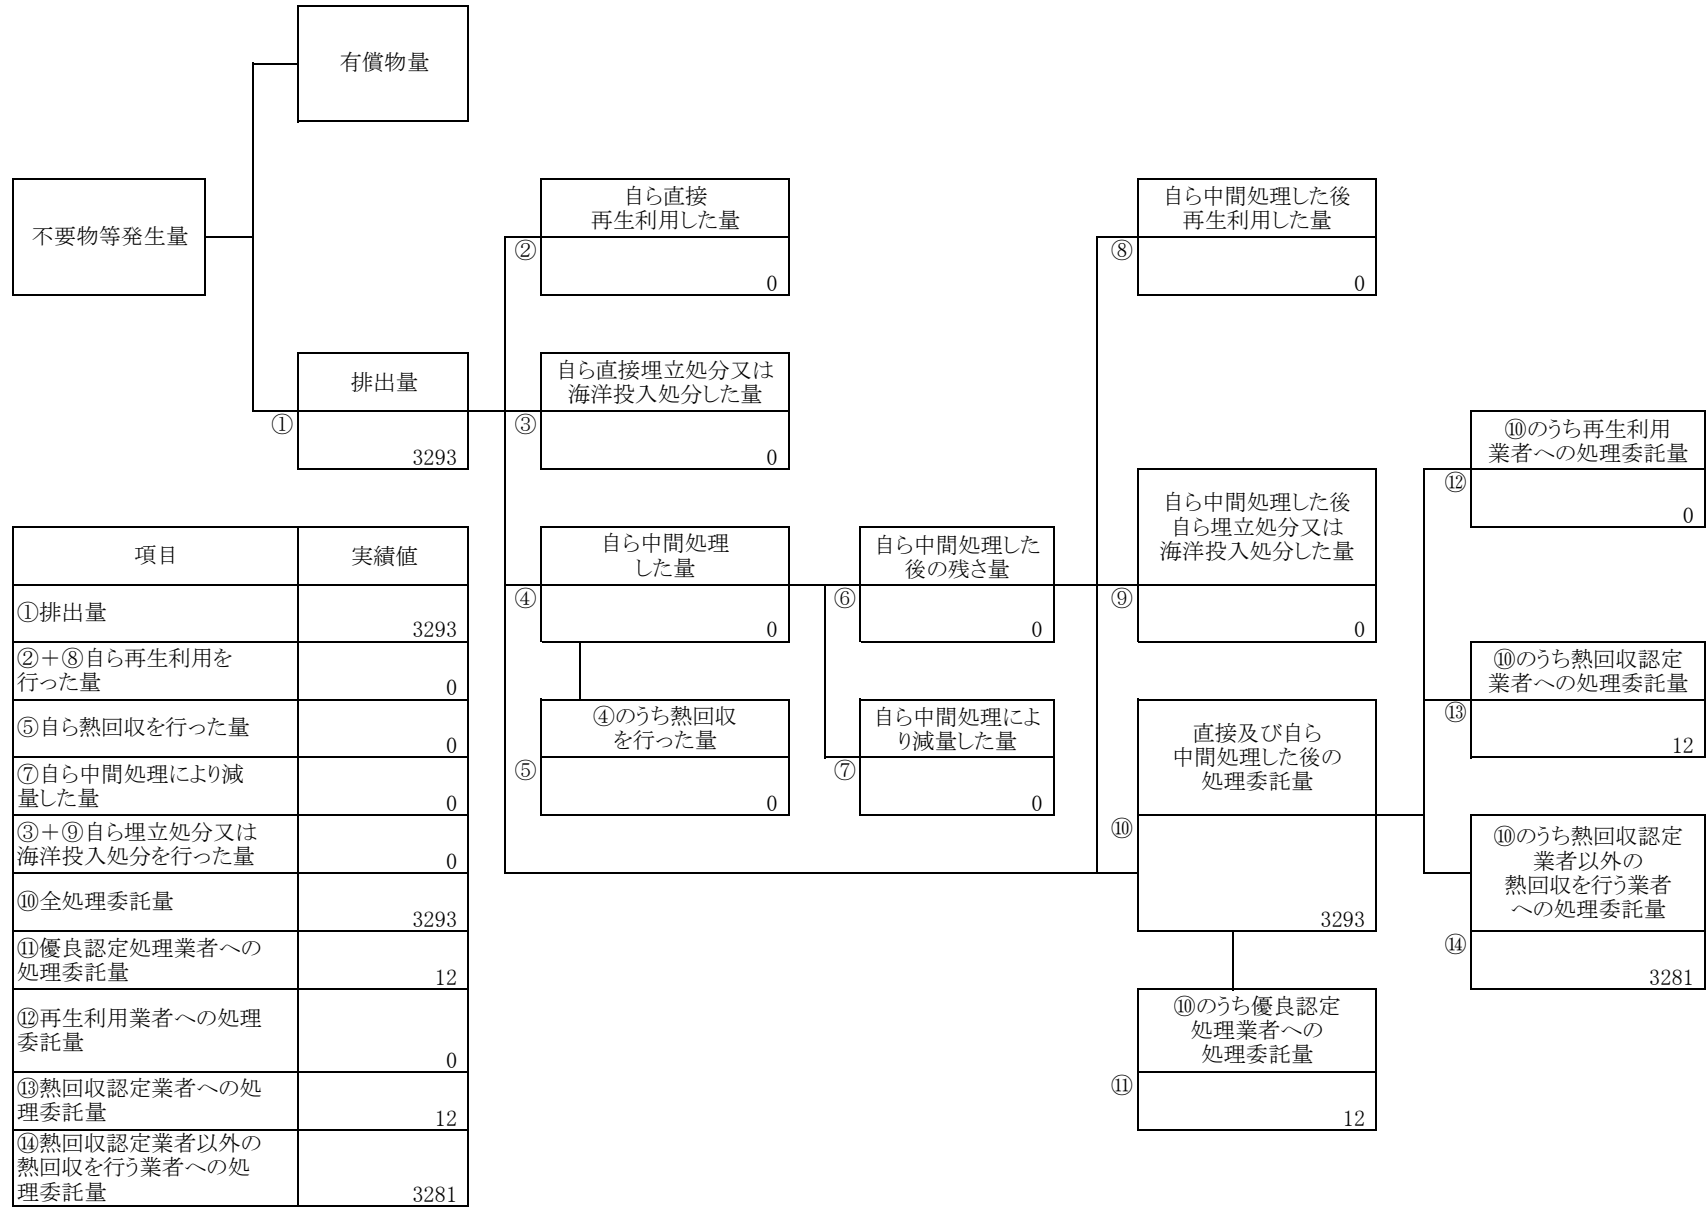 有償物量
不要物等発生量
自ら直接
再生利用した量
②
0
自ら中間処理した後
再生利用した量
⑧
0
排出量
①
3293
自ら直接埋立処分又は
海洋投入処分した量
③
0
⑩のうち再生利用
業者への処理委託量
⑫
0
自ら中間処理した後
自ら埋立処分又は
海洋投入処分した量
⑨
0
自ら中間処理
した量
④
0
自ら中間処理した
後の残さ量
⑥
0
⑩のうち熱回収認定
業者への処理委託量
⑬
12
④のうち熱回収
を行った量
⑤
0
自ら中間処理によ
り減量した量
⑦
0
直接及び自ら
中間処理した後の
処理委託量
⑩
3293
⑩のうち熱回収認定
業者以外の
熱回収を行う業者
への処理委託量
⑭
3281
⑩のうち優良認定
処理業者への
処理委託量
⑪
12
項目 実績値
①排出量
3293
②＋⑧自ら再生利用を
行った量
0
⑤自ら熱回収を行った量
0
⑦自ら中間処理により減
量した量
0
③＋⑨自ら埋立処分又は
海洋投入処分を行った量
0
⑩全処理委託量
3293
⑪優良認定処理業者への
処理委託量
12
⑫再生利用業者への処理
委託量
0
⑬熱回収認定業者への処
理委託量
12
⑭熱回収認定業者以外の
熱回収を行う業者への処
理委託量
3281